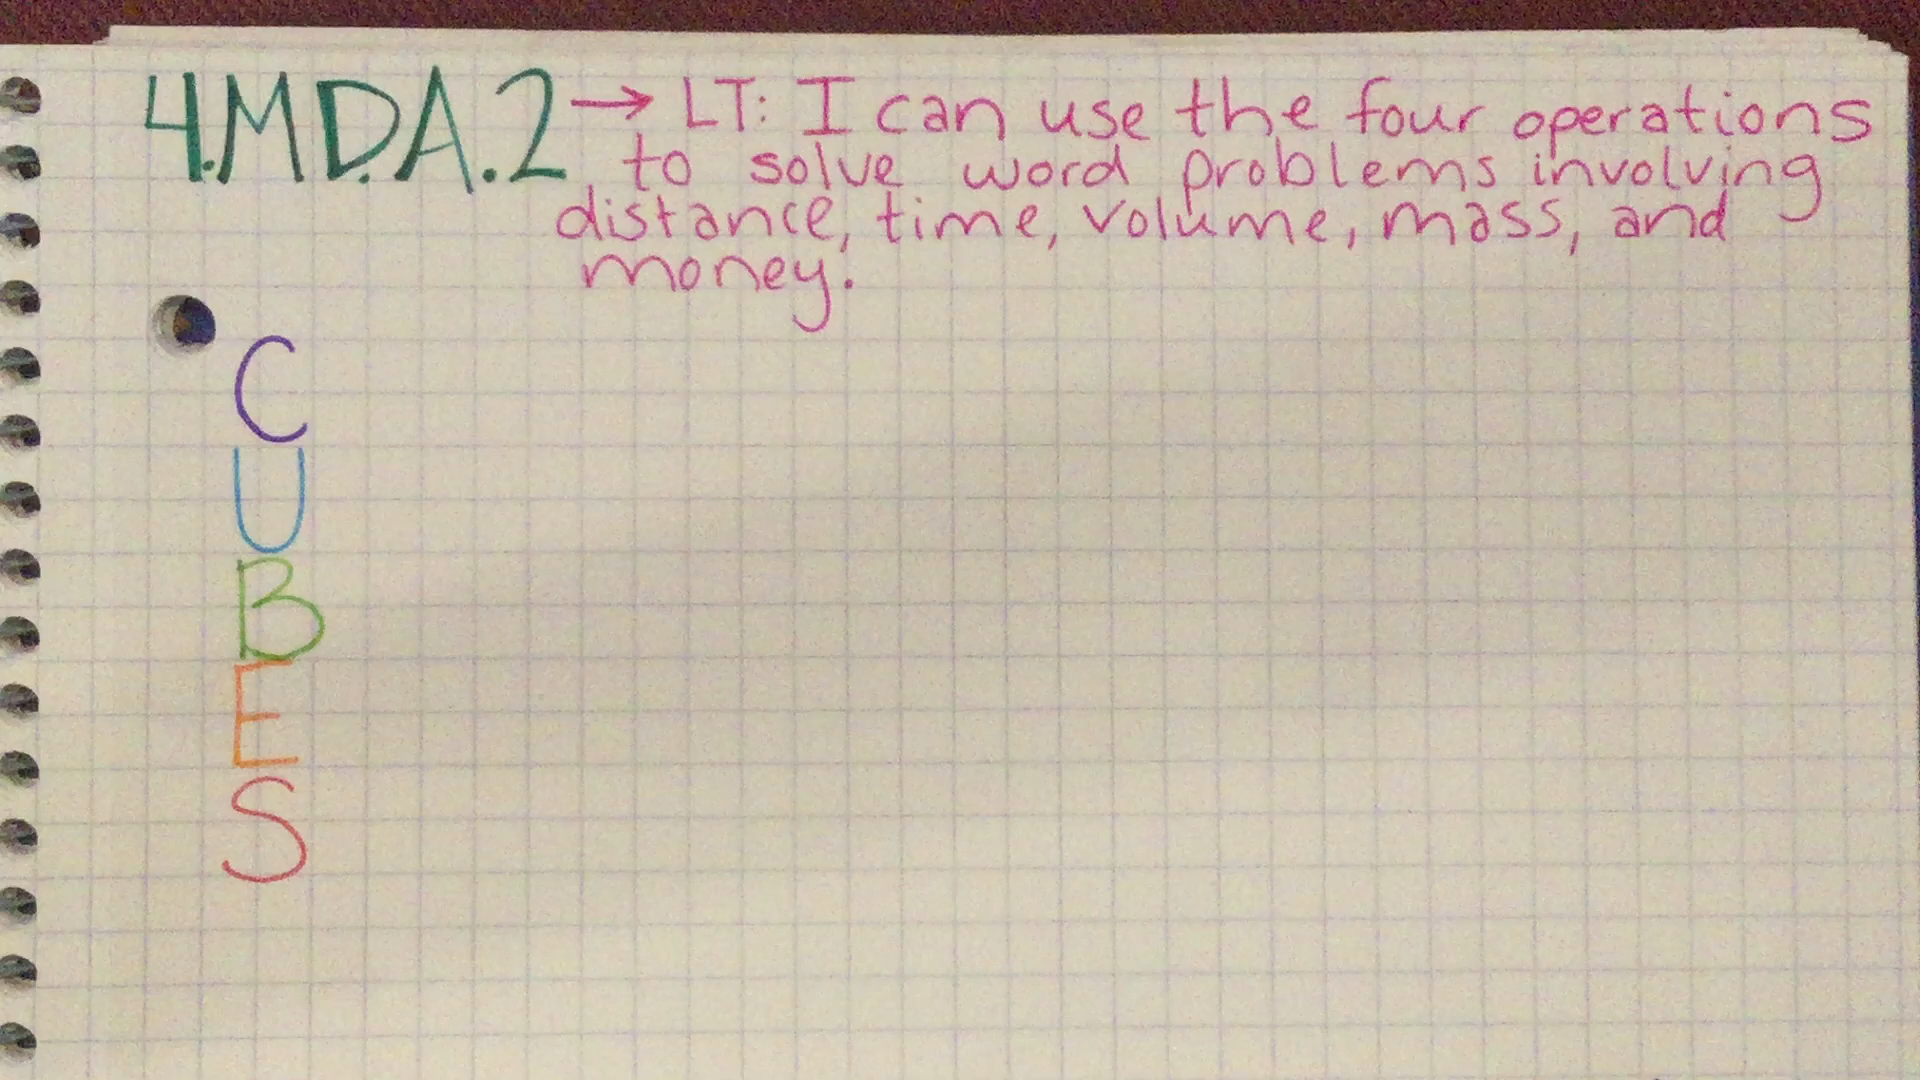 4.MD.A.2 → LT: I can use the four operations
to solve word problems involving
distance, time, volume, mass, and
money.
C
U
B
E
S